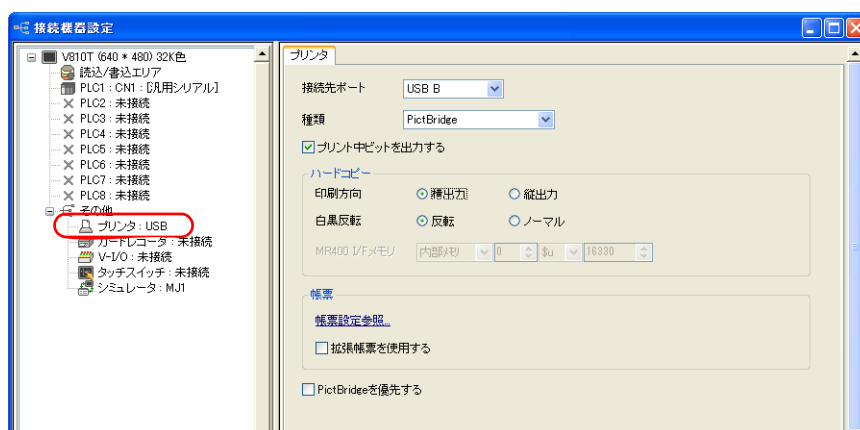 接続機器設定
V810T (640 * 480) 32K色
読込/書込エリア
PLC1 : CN1 : [汎用シリアル]
PLC2 : 未接続
PLC3 : 未接続
PLC4 : 未接続
PLC5 : 未接続
PLC6 : 未接続
PLC7 : 未接続
PLC8 : 未接続
その他
プリンタ : USB
カードレコーダ : 未接続
V-I/O : 未接続
タッチスイッチ : 未接続
シミュレータ : MJ1
プリンタ
接続先ポート USB B
種類 PictBridge
プリント中ビットを出力する
ハードコピー
印刷方向 横出力 縦出力
白黒反転 反転 ノーマル
MR400 I/Fメモリ 内部メモリ 0 $u 16330
帳票
帳票設定参照...
拡張帳票を使用する
PictBridgeを優先する